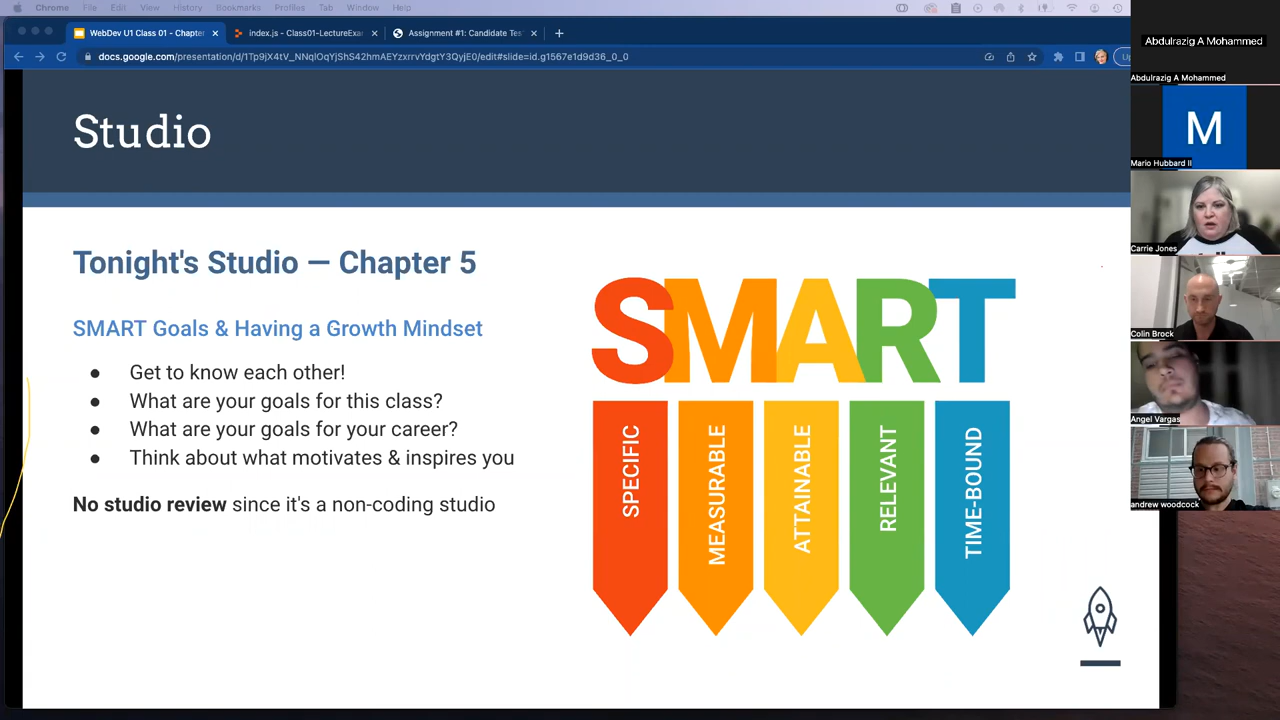 Chrome File Edit View History Bookmarks Profiles Tab Window Help
WebDev U1 Class 01 - Chapter
index.js - Class01-LectureExa
Assignment #1: Candidate Tes
docs.google.com/presentation/d/1Tp9jX4tV_NNqIOqYjShS42hmAEYzxrrvYdgtY3QyjE0/edit#slide=id.g1567e1d9d36_0_0
Studio
Tonight's Studio — Chapter 5
SMART Goals & Having a Growth Mindset
● Get to know each other!
● What are your goals for this class?
● What are your goals for your career?
● Think about what motivates & inspires you
No studio review since it's a non-coding studio
SMART
SPECIFIC
MEASURABLE
ATTAINABLE
RELEVANT
TIME-BOUND
Abdulrazig A Mohammed
Abdulrazig A Mohammed
M
Mario Hubbard II
Carrie Jones
Colin Brock
Angel Vargas
andrew woodcock